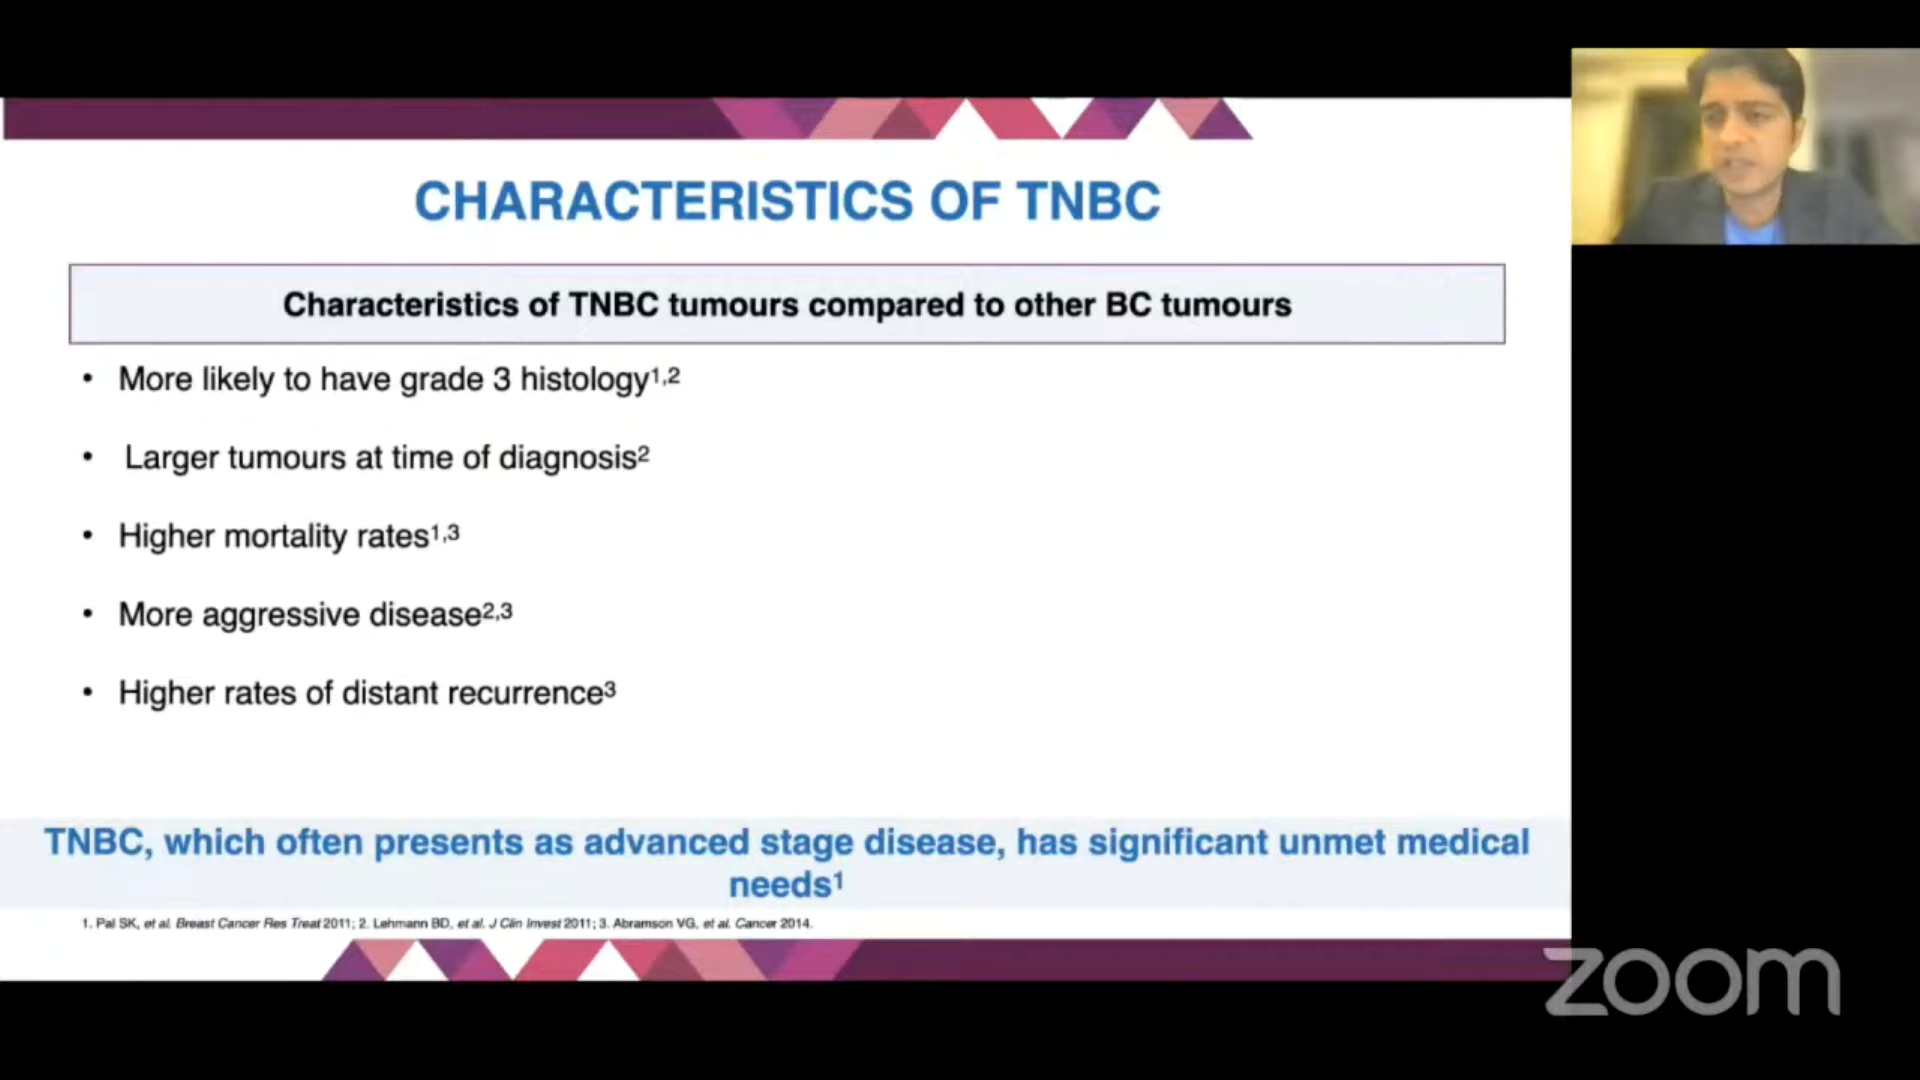 CHARACTERISTICS OF TNBC
Characteristics of TNBC tumours compared to other BC tumours
• More likely to have grade 3 histology1,2
• Larger tumours at time of diagnosis2
• Higher mortality rates1,3
• More aggressive disease2,3
• Higher rates of distant recurrence3
TNBC, which often presents as advanced stage disease, has significant unmet medical
needs1
1. Pal SK, et al. Breast Cancer Res Treat 2011; 2. Lehmann BD, et al. J Clin Invest 2011; 3. Abramson VG, et al. Cancer 2014.
zoom